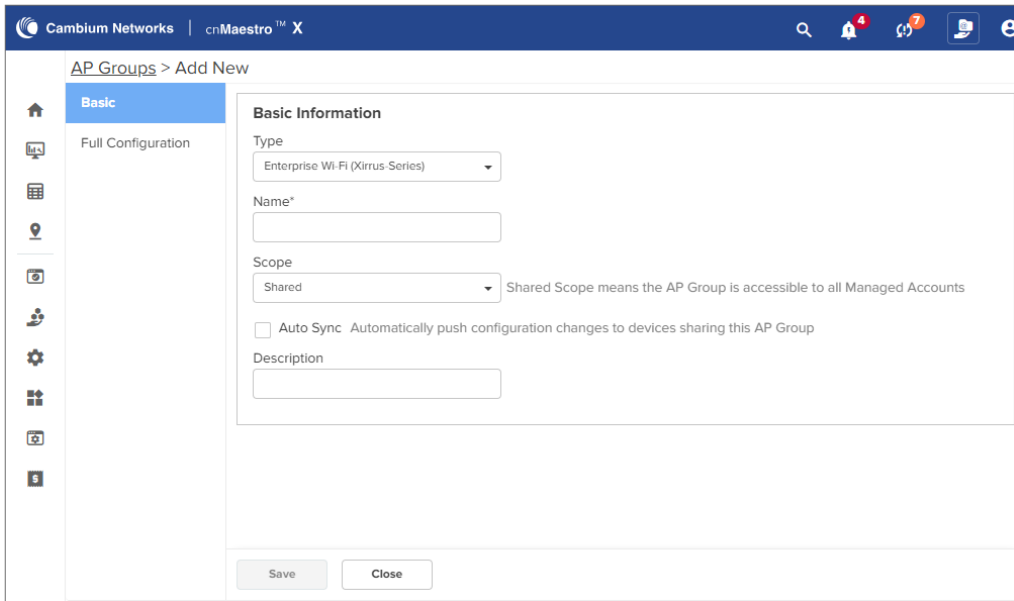 Cambium Networks | cnMaestro™ X
4
7
AP Groups > Add New
Basic
Full Configuration
Basic Information
Type
Enterprise Wi-Fi (Xirrus-Series)
Name*
Scope
Shared Shared Scope means the AP Group is accessible to all Managed Accounts
Auto Sync Automatically push configuration changes to devices sharing this AP Group
Description
$
Save Close